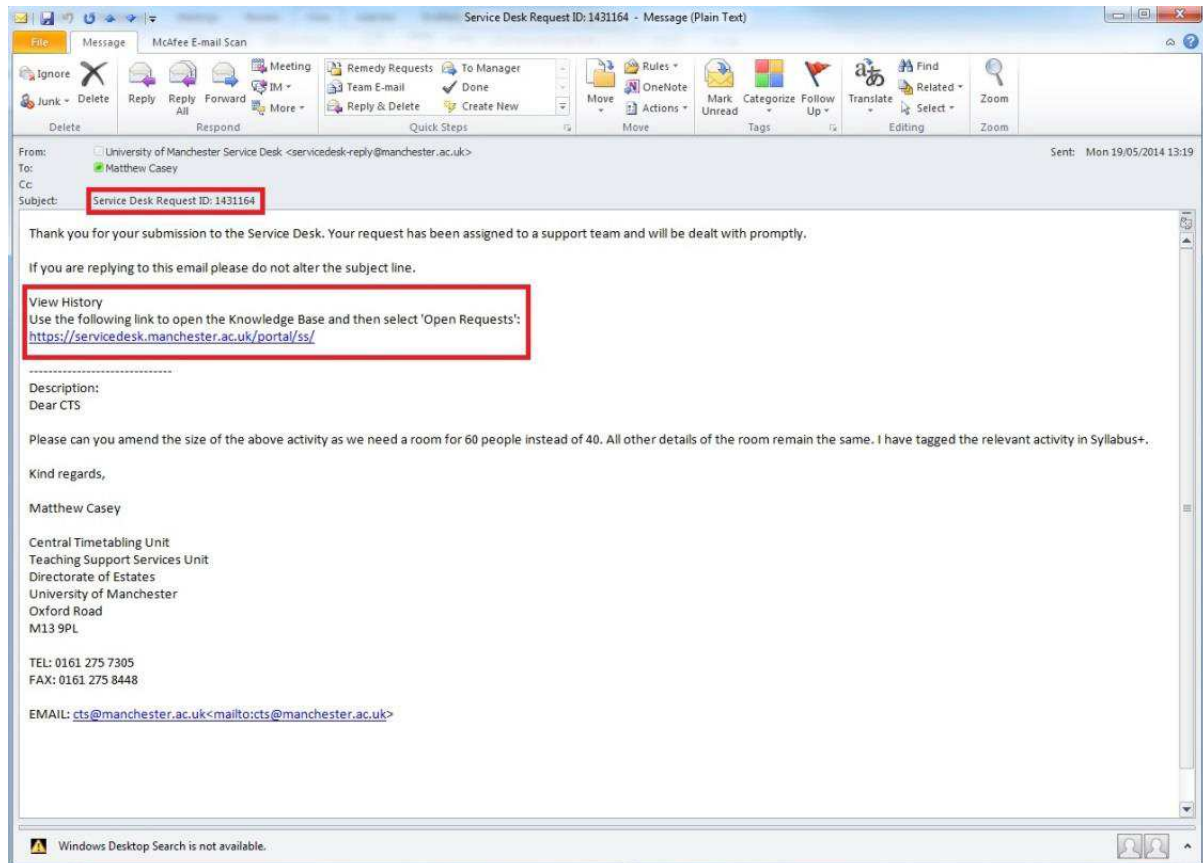 Service Desk Request ID: 1431164 - Message (Plain Text)
File Message McAfee E-mail Scan
Ignore
Junk
Delete
Reply
Reply All
Forward
Meeting
IM
More
Remedy Requests
Team E-mail
Reply & Delete
To Manager
Done
Create New
Move
Rules
OneNote
Actions
Mark Unread
Categorize
Follow Up
Translate
Find
Related
Select
Zoom
Delete Respond Quick Steps Move Tags Editing Zoom
From: University of Manchester Service Desk <servicedesk-reply@manchester.ac.uk> Sent: Mon 19/05/2014 13:19
To: Matthew Casey
Cc:
Subject: Service Desk Request ID: 1431164
Thank you for your submission to the Service Desk. Your request has been assigned to a support team and will be dealt with promptly.
If you are replying to this email please do not alter the subject line.
View History
Use the following link to open the Knowledge Base and then select 'Open Requests':
https://servicedesk.manchester.ac.uk/portal/ss/
------------------------------
Description:
Dear CTS
Please can you amend the size of the above activity as we need a room for 60 people instead of 40. All other details of the room remain the same. I have tagged the relevant activity in Syllabus+.
Kind regards,
Matthew Casey
Central Timetabling Unit
Teaching Support Services Unit
Directorate of Estates
University of Manchester
Oxford Road
M13 9PL
TEL: 0161 275 7305
FAX: 0161 275 8448
EMAIL: cts@manchester.ac.uk<mailto:cts@manchester.ac.uk>
Windows Desktop Search is not available.